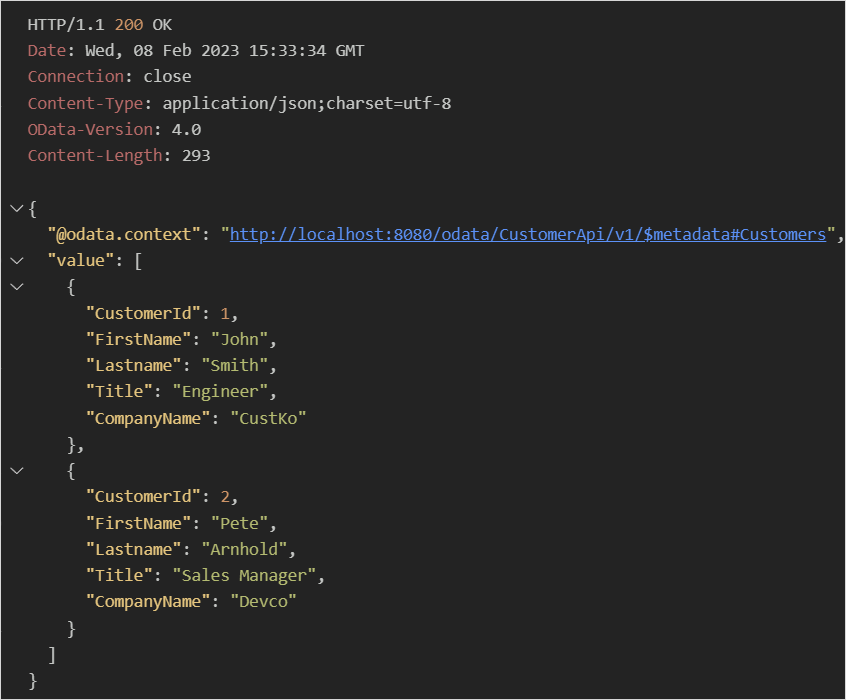 HTTP/1.1 200 OK
Date: Wed, 08 Feb 2023 15:33:34 GMT
Connection: close
Content-Type: application/json;charset=utf-8
OData-Version: 4.0
Content-Length: 293

{
  "@odata.context": "http://localhost:8080/odata/CustomerApi/v1/$metadata#Customers",
  "value": [
    {
      "CustomerId": 1,
      "FirstName": "John",
      "Lastname": "Smith",
      "Title": "Engineer",
      "CompanyName": "CustKo"
    },
    {
      "CustomerId": 2,
      "FirstName": "Pete",
      "Lastname": "Arnhold",
      "Title": "Sales Manager",
      "CompanyName": "Devco"
    }
  ]
}